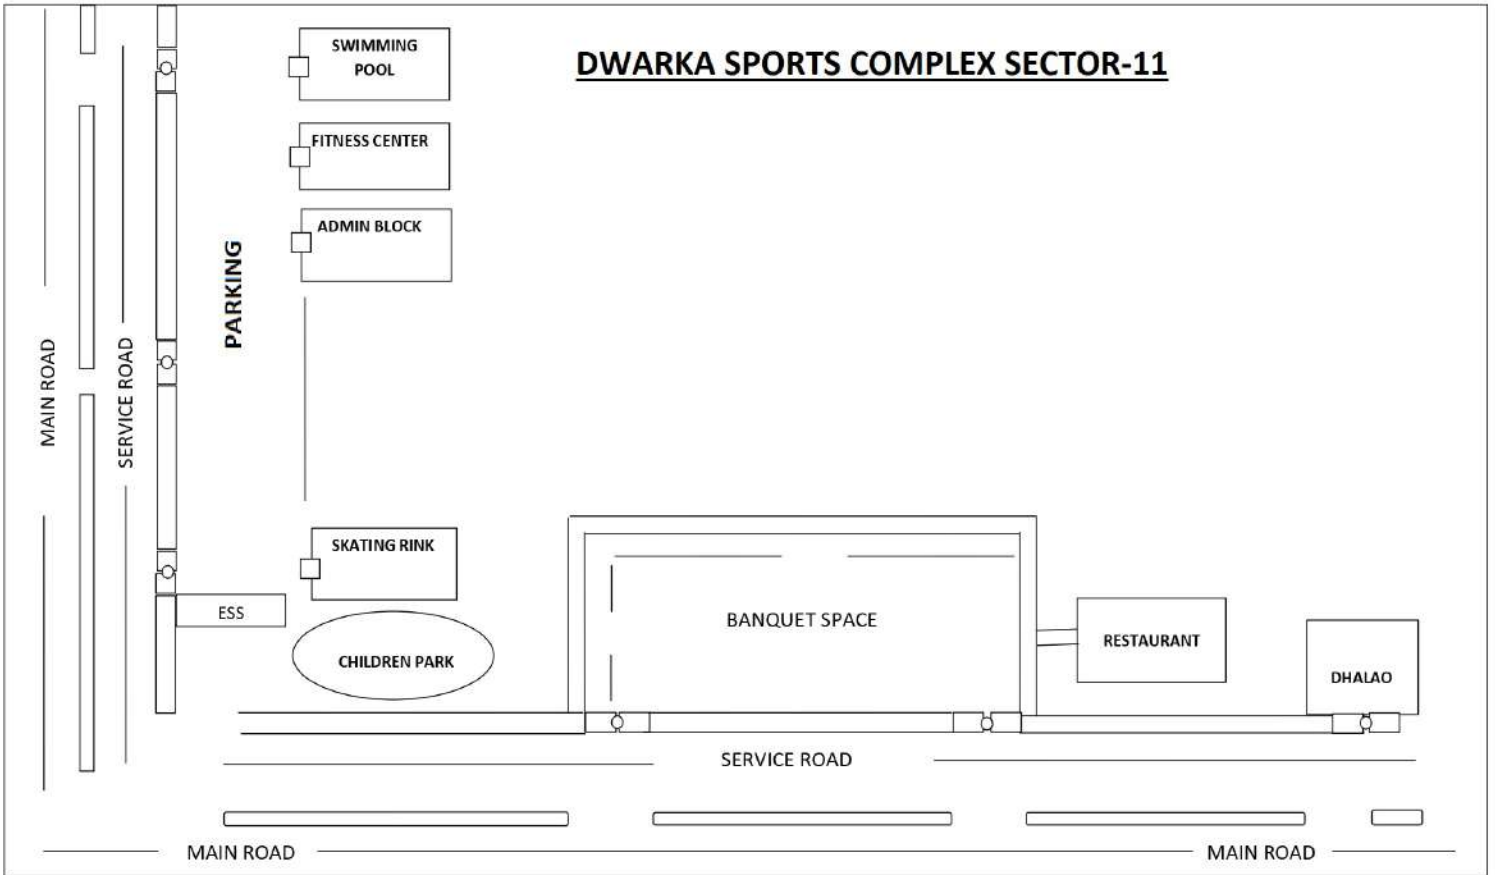 DWARKA SPORTS COMPLEX SECTOR-11
SWIMMING
POOL
FITNESS CENTER
ADMIN BLOCK
PARKING
MAIN ROAD
SERVICE ROAD
SKATING RINK
ESS
CHILDREN PARK
BANQUET SPACE
RESTAURANT
DHALAO
SERVICE ROAD
MAIN ROAD
MAIN ROAD